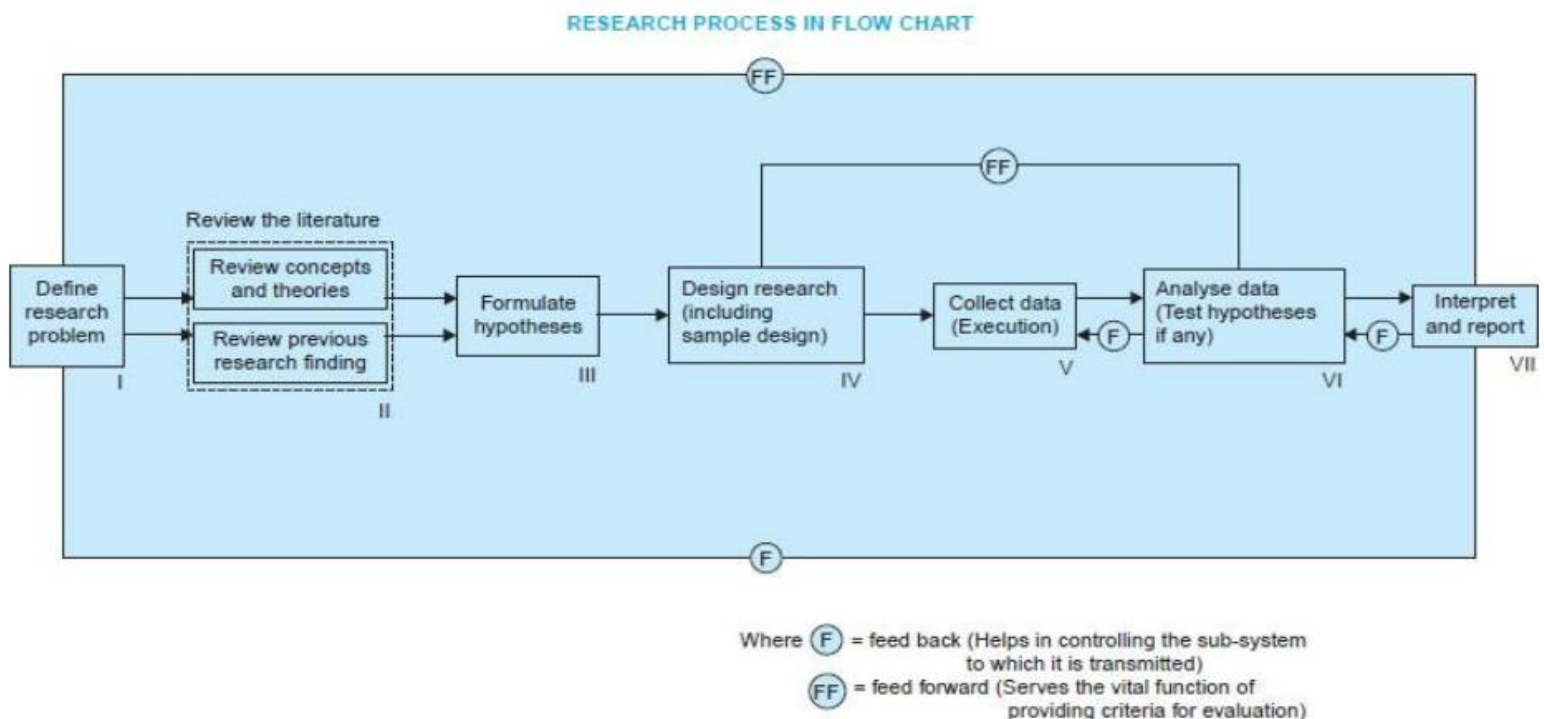 RESEARCH PROCESS IN FLOW CHART
FF
FF
Review the literature
Define
research
problem
I
Review concepts
and theories
Review previous
research finding
II
Formulate
hypotheses
III
Design research
(including
sample design)
IV
Collect data
(Execution)
V
F
Analyse data
(Test hypotheses
if any)
VI
F
Interpret
and report
VII
F
Where F = feed back (Helps in controlling the sub-system
to which it is transmitted)
FF = feed forward (Serves the vital function of
providing criteria for evaluation)